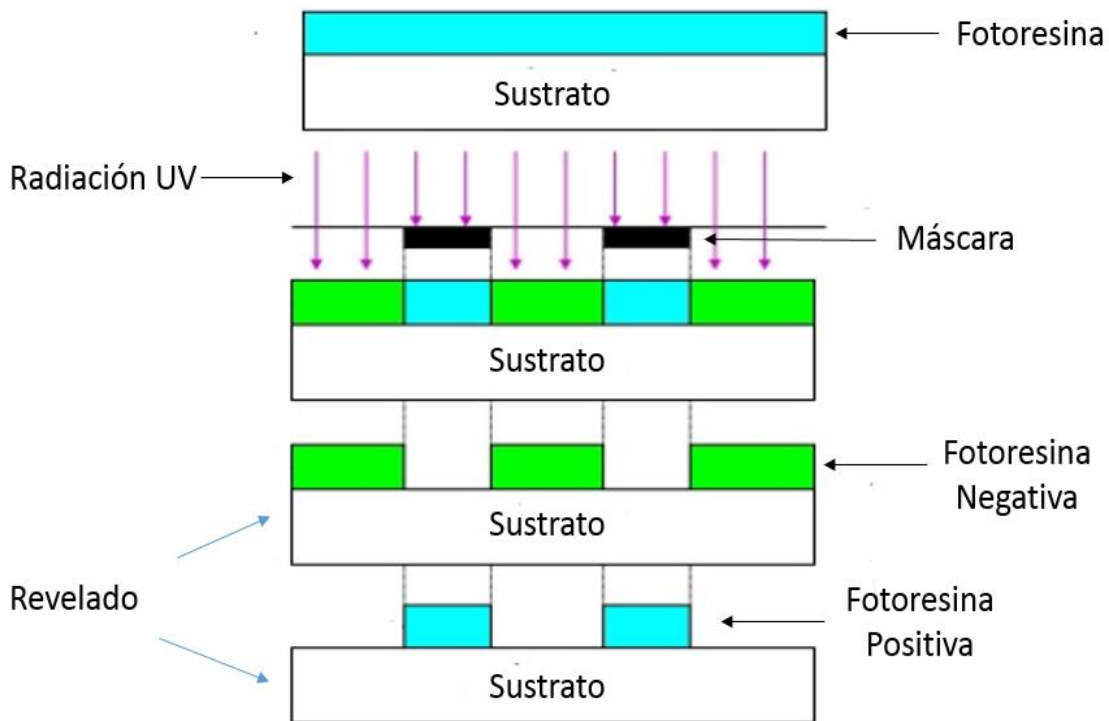 Fotoresina
Sustrato
Radiación UV
Máscara
Sustrato
Fotoresina
Negativa
Sustrato
Revelado
Fotoresina
Positiva
Sustrato